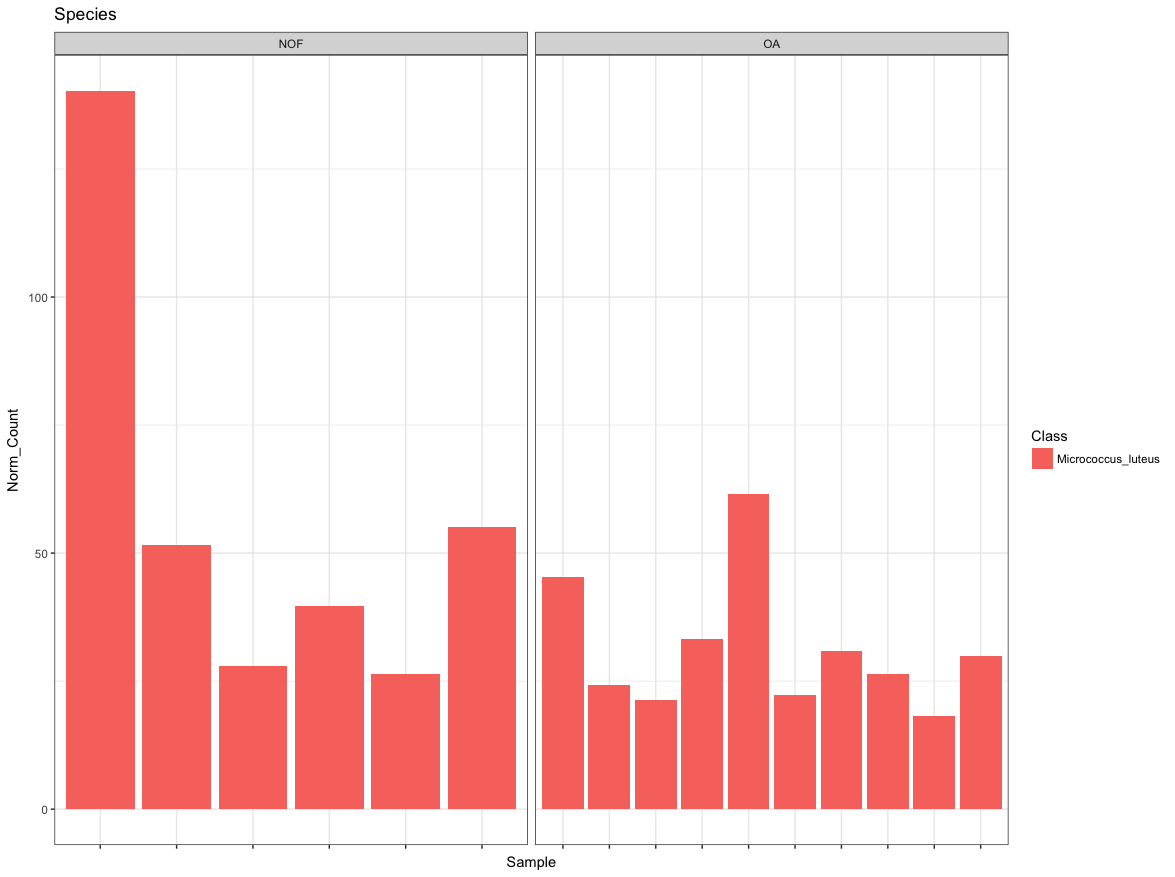 Species
NOF
OA
100
50
0
Norm_Count
Sample
Class
Micrococcus_luteus